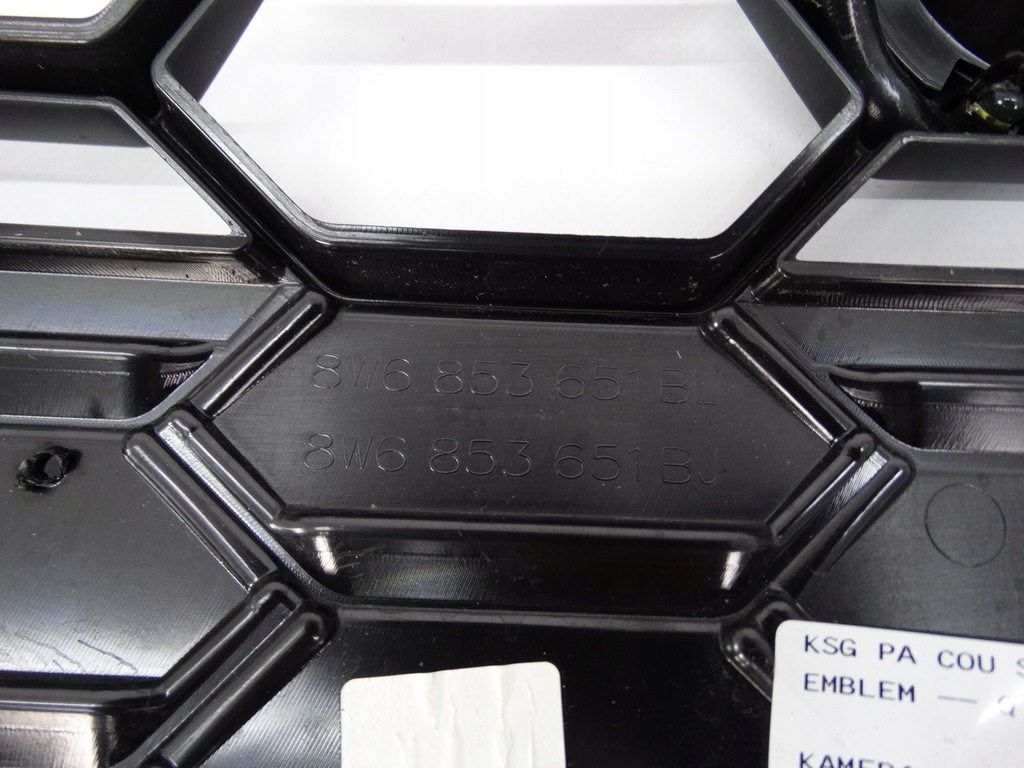 8W6 853 651 BL
8W6 853 651 BJ
KSG PA COU
EMBLEM --